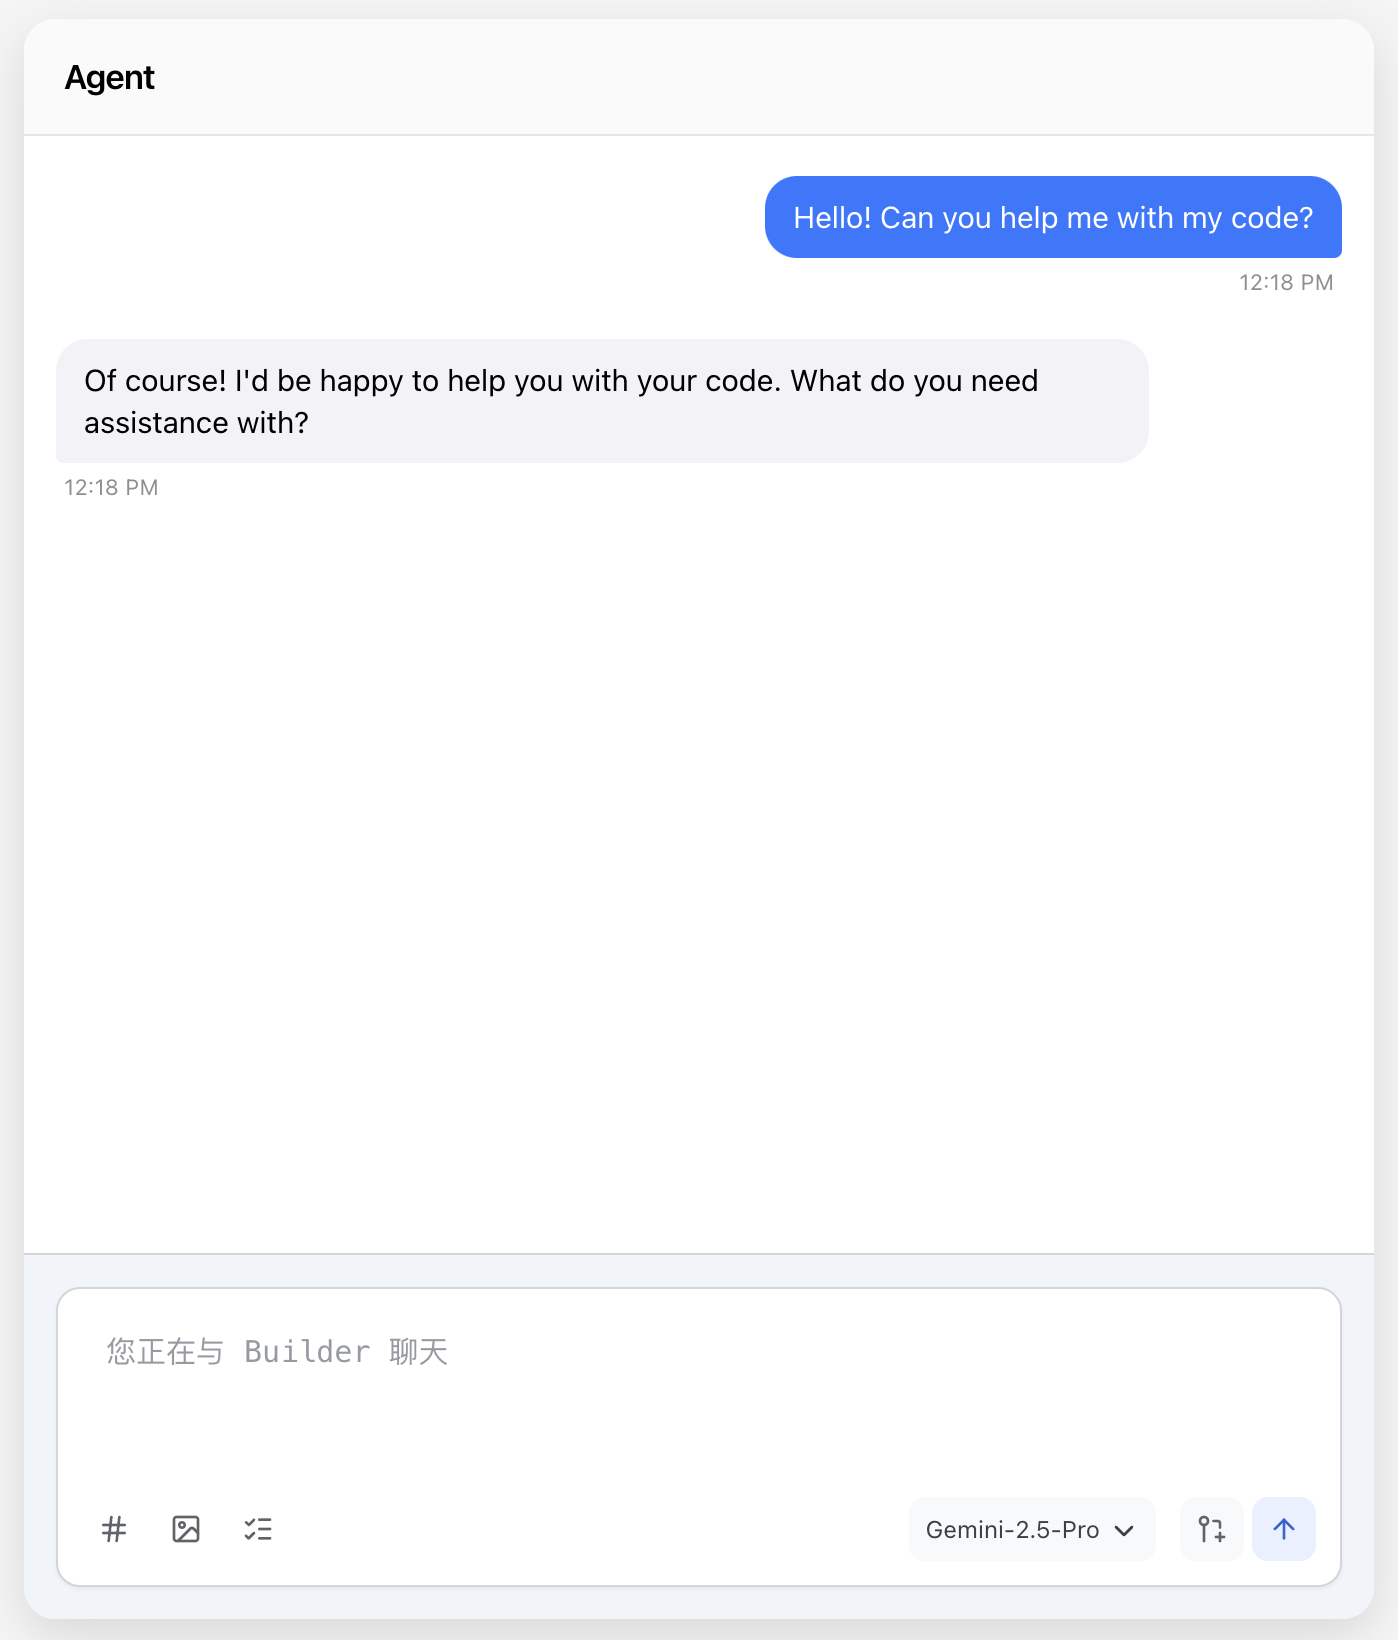 Agent
Hello! Can you help me with my code?
12:18 PM
Of course! I'd be happy to help you with your code. What do you need
assistance with?
12:18 PM
您正在与 Builder 聊天
Gemini-2.5-Pro